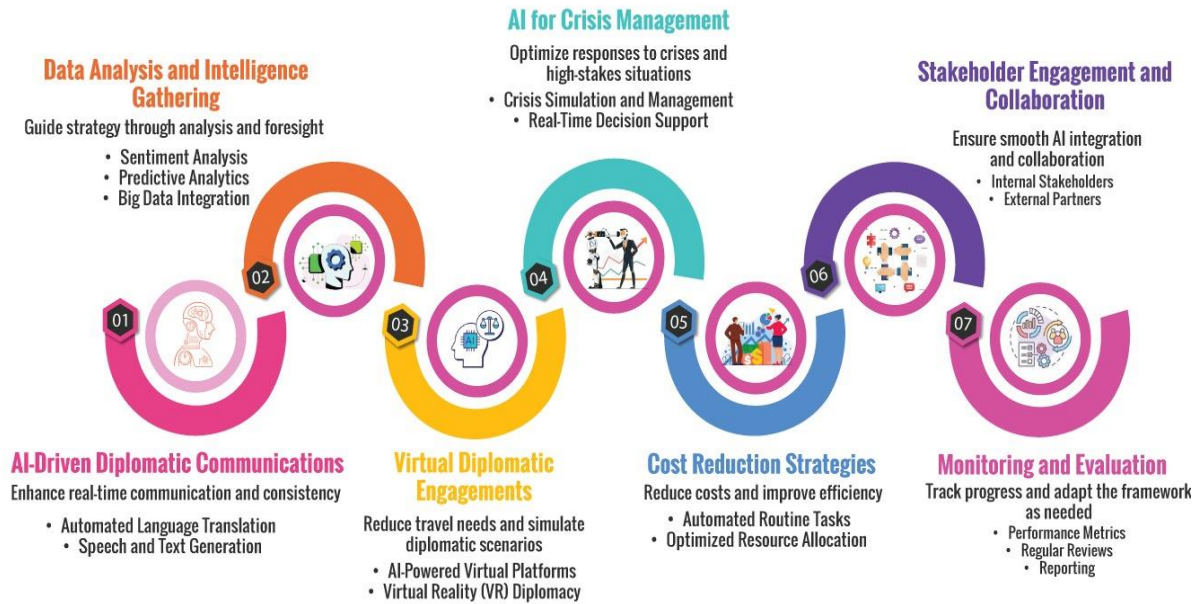 01
AI-Driven Diplomatic Communications
Enhance real-time communication and consistency
• Automated Language Translation
• Speech and Text Generation
02
Data Analysis and Intelligence
Gathering
Guide strategy through analysis and foresight
• Sentiment Analysis
• Predictive Analytics
• Big Data Integration
03
AI
Virtual Diplomatic
Engagements
Reduce travel needs and simulate
diplomatic scenarios
• AI-Powered Virtual Platforms
• Virtual Reality (VR) Diplomacy
04
AI for Crisis Management
Optimize responses to crises and
high-stakes situations
• Crisis Simulation and Management
• Real-Time Decision Support
05
Cost Reduction Strategies
Reduce costs and improve efficiency
• Automated Routine Tasks
• Optimized Resource Allocation
06
Stakeholder Engagement and
Collaboration
Ensure smooth AI integration
and collaboration
• Internal Stakeholders
• External Partners
07
Monitoring and Evaluation
Track progress and adapt the framework
as needed
• Performance Metrics
• Regular Reviews
• Reporting